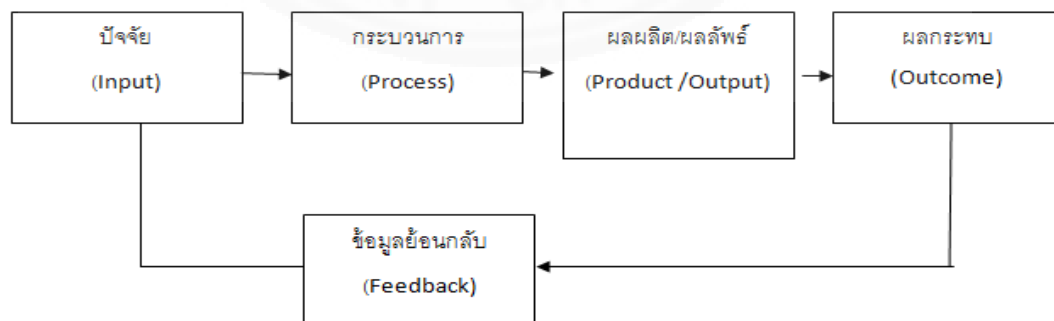 ปัจจัย
(Input)
กระบวนการ
(Process)
ผลผลิต/ผลลัพธ์
(Product /Output)
ผลกระทบ
(Outcome)
ข้อมูลย้อนกลับ
(Feedback)